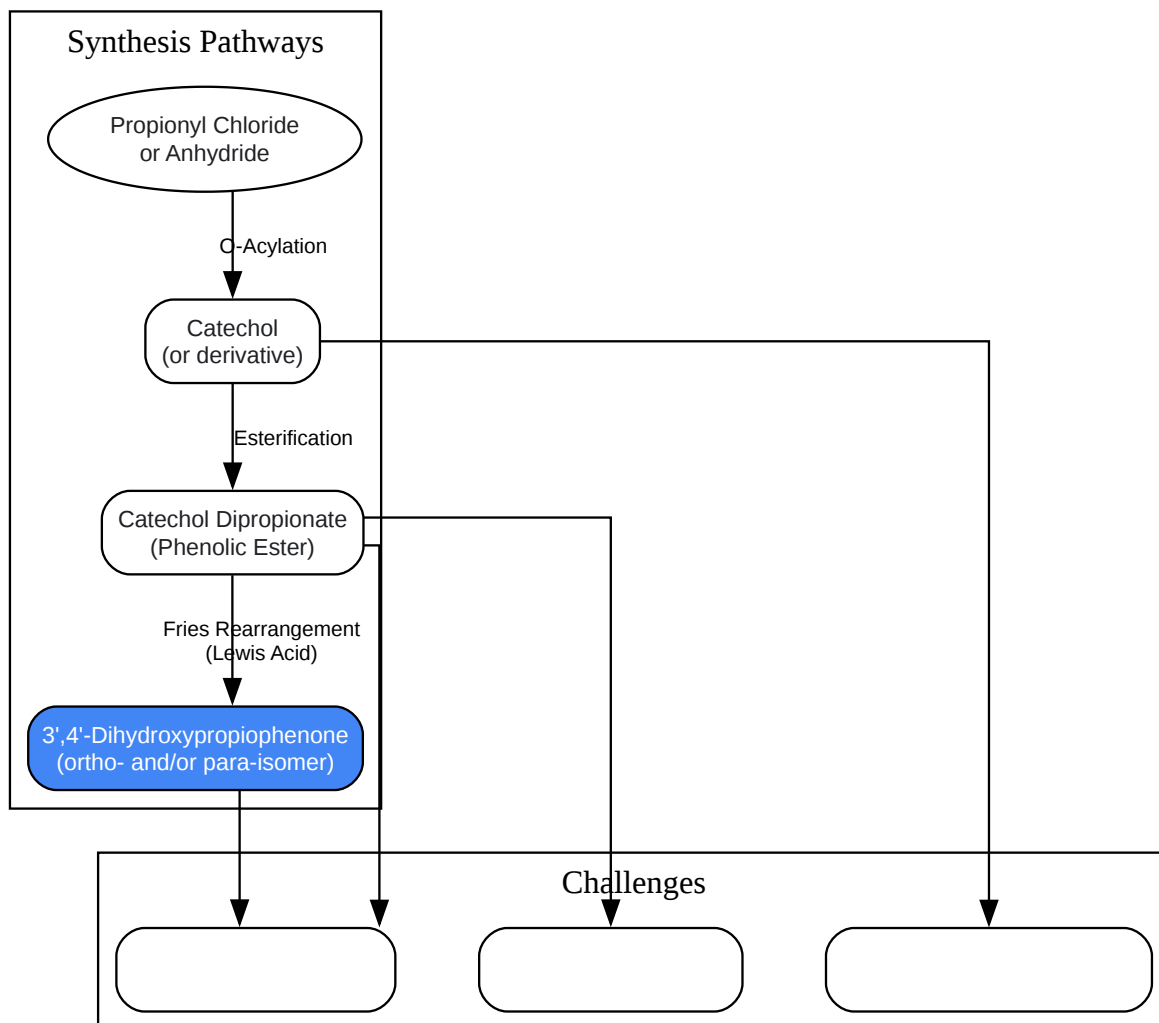 Synthesis Pathways
Propionyl Chloride
or Anhydride
O-Acylation
Catechol
(or derivative)
Esterification
Catechol Dipropionate
(Phenolic Ester)
Fries Rearrangement
(Lewis Acid)
3',4'-Dihydroxypropiophenone
(ortho- and/or para-isomer)
Challenges